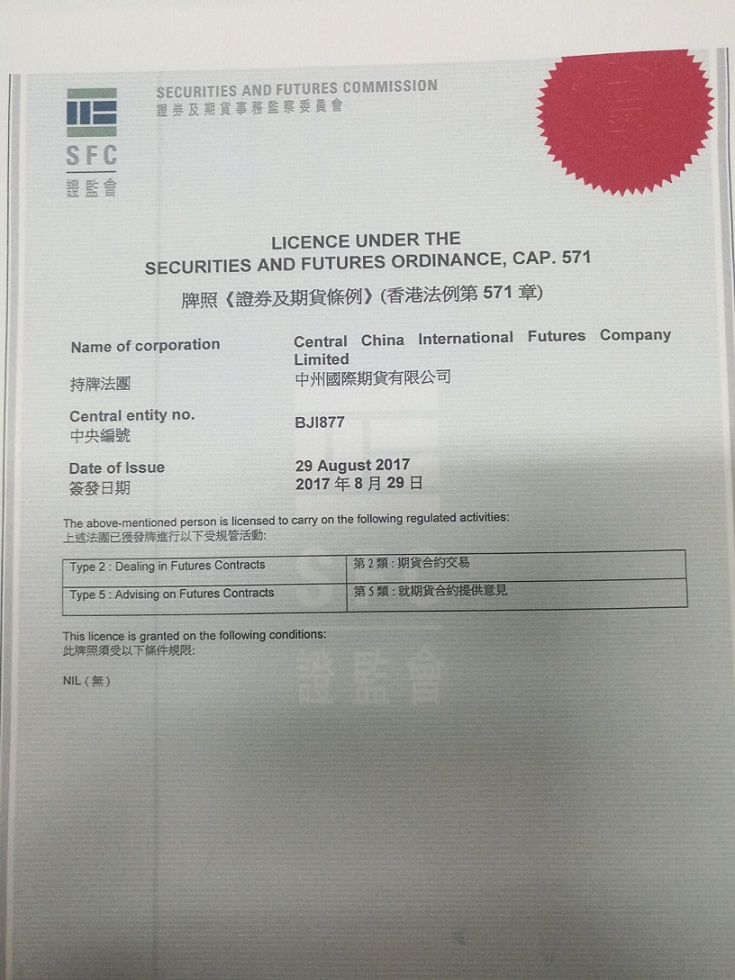 SECURITIES AND FUTURES COMMISSION
證券及期貨事務監察委員會
SFC
證監會
LICENCE UNDER THE
SECURITIES AND FUTURES ORDINANCE, CAP. 571
牌照《證券及期貨條例》(香港法例第 571 章)
Name of corporation Central China International Futures Company
Limited
持牌法團 中州國際期貨有限公司
Central entity no. BJI877
中央編號
Date of Issue 29 August 2017
簽發日期 2017 年 8 月 29 日
The above-mentioned person is licensed to carry on the following regulated activities:
上述法團已獲發牌進行以下受規管活動:
Type 2 : Dealing in Futures Contracts 第 2 類 : 期貨合約交易
Type 5 : Advising on Futures Contracts 第 5 類 : 就期貨合約提供意見
This licence is granted on the following conditions:
此牌照須受以下條件規限:
NIL ( 無 )
SFC
證監會